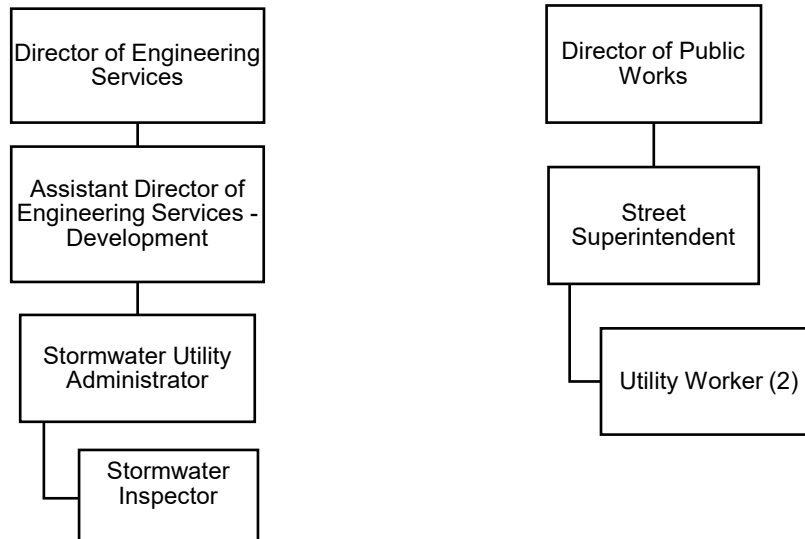 Director of Engineering
Services
Assistant Director of
Engineering Services -
Development
Stormwater Utility
Administrator
Stormwater
Inspector
Director of Public
Works
Street
Superintendent
Utility Worker (2)